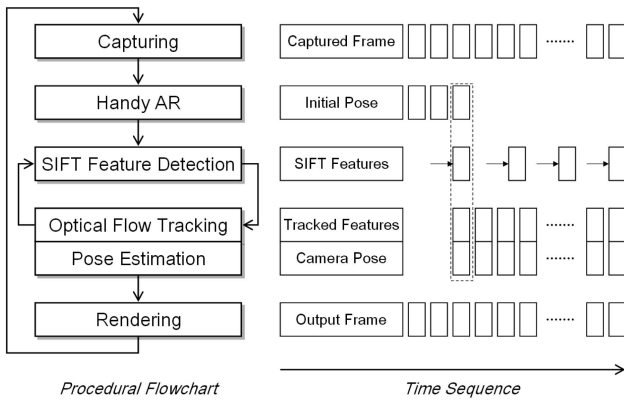 Capturing
Captured Frame
........
Handy AR
Initial Pose
SIFT Feature Detection
SIFT Features
Optical Flow Tracking
Tracked Features
........
Pose Estimation
Camera Pose
........
Rendering
Output Frame
........
Procedural Flowchart
Time Sequence